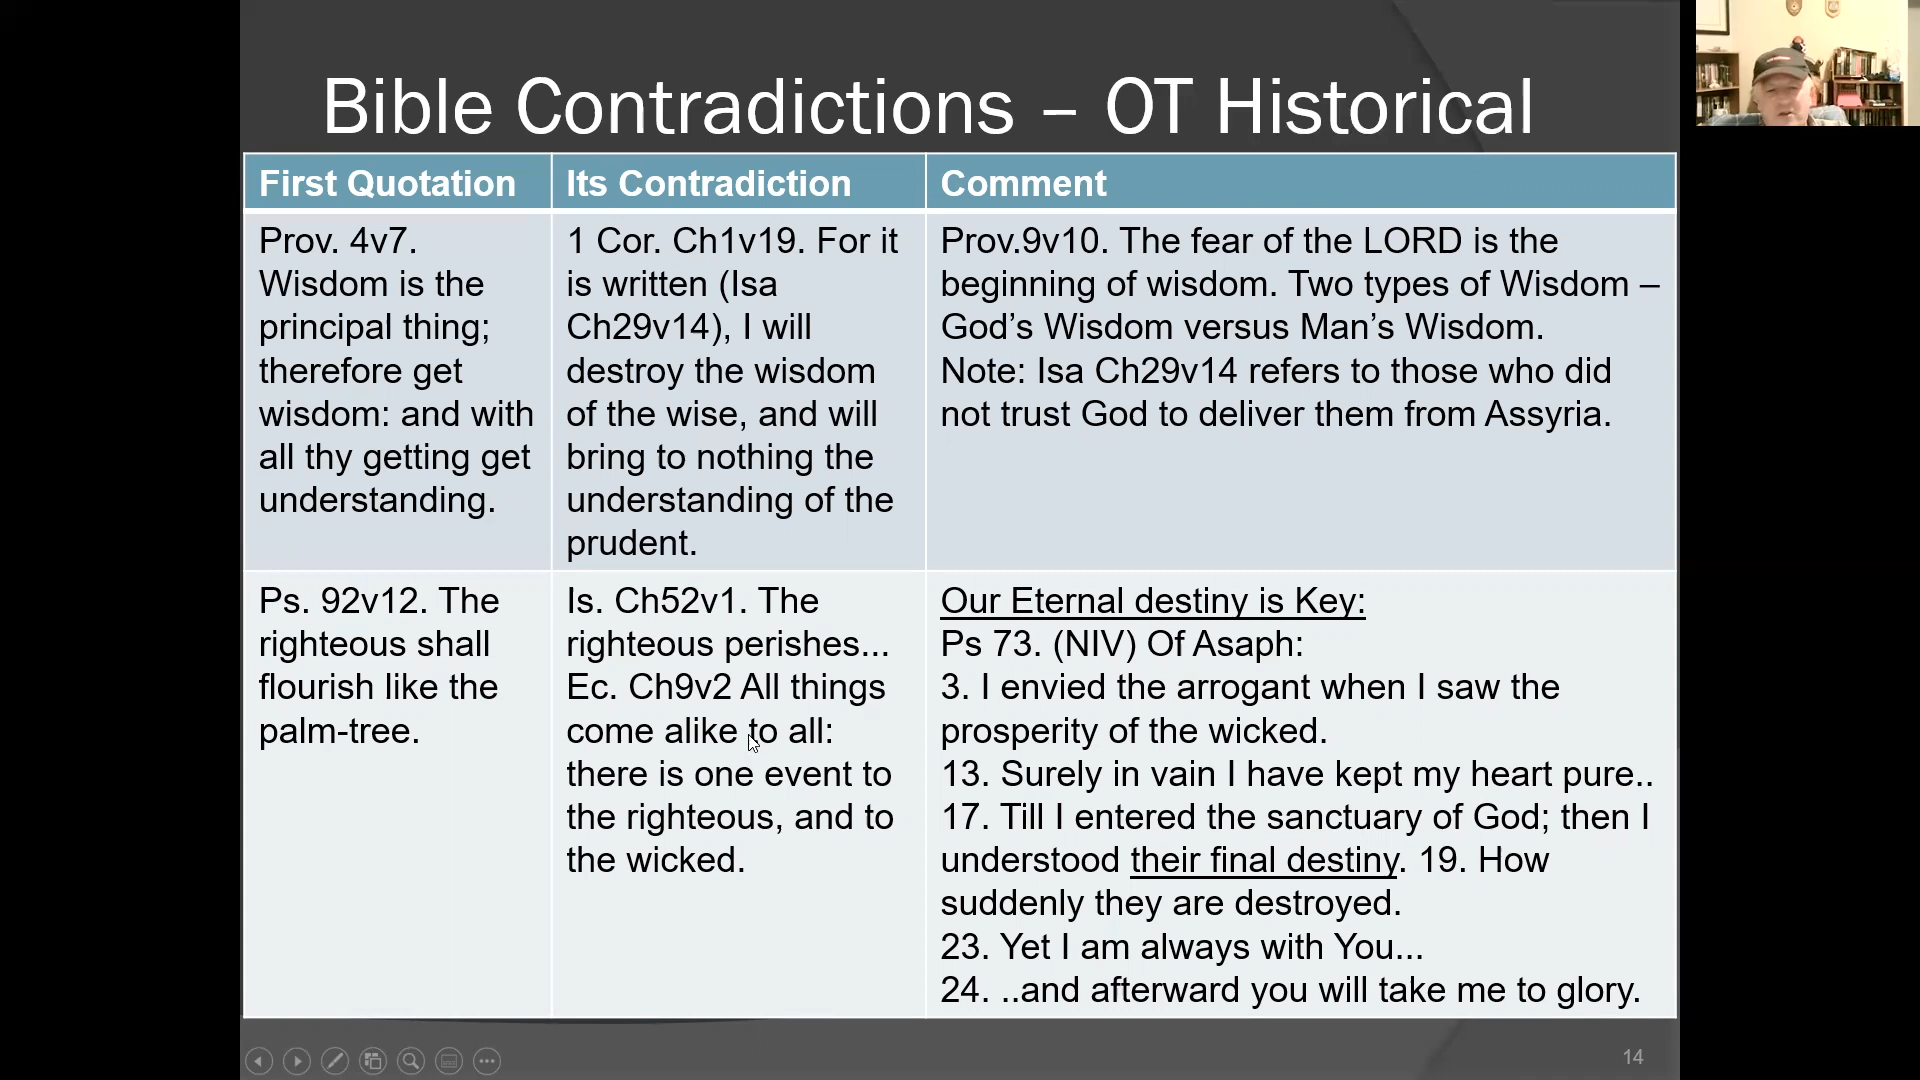 Bible Contradictions – OT Historical
First Quotation
Its Contradiction
Comment
Prov. 4v7.
Wisdom is the
principal thing;
therefore get
wisdom: and with
all thy getting get
understanding.
1 Cor. Ch1v19. For it
is written (Isa
Ch29v14), I will
destroy the wisdom
of the wise, and will
bring to nothing the
understanding of the
prudent.
Prov.9v10. The fear of the LORD is the
beginning of wisdom. Two types of Wisdom –
God’s Wisdom versus Man’s Wisdom.
Note: Isa Ch29v14 refers to those who did
not trust God to deliver them from Assyria.
Ps. 92v12. The
righteous shall
flourish like the
palm-tree.
Is. Ch52v1. The
righteous perishes...
Ec. Ch9v2 All things
come alike to all:
there is one event to
the righteous, and to
the wicked.
Our Eternal destiny is Key:
Ps 73. (NIV) Of Asaph:
3. I envied the arrogant when I saw the
prosperity of the wicked.
13. Surely in vain I have kept my heart pure..
17. Till I entered the sanctuary of God; then I
understood their final destiny. 19. How
suddenly they are destroyed.
23. Yet I am always with You...
24. ..and afterward you will take me to glory.
14